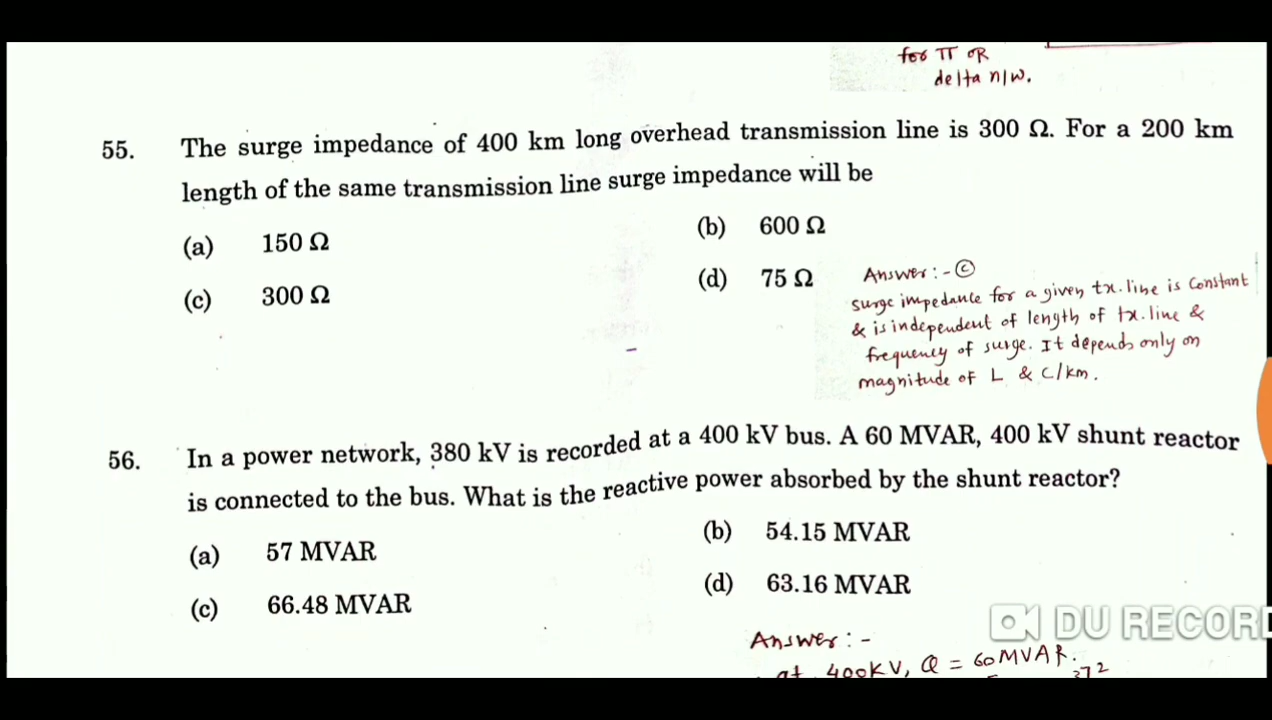 for π OR
delta n/w.
55. The surge impedance of 400 km long overhead transmission line is 300 Ω. For a 200 km
length of the same transmission line surge impedance will be
(a) 150 Ω (b) 600 Ω
(c) 300 Ω (d) 75 Ω
Answer :- ©
surge impedance for a given tx. line is constant
& is independent of length of tx. line &
frequency of surge. It depends only on
magnitude of L & C/km.
56. In a power network, 380 kV is recorded at a 400 kV bus. A 60 MVAR, 400 kV shunt reactor
is connected to the bus. What is the reactive power absorbed by the shunt reactor?
(a) 57 MVAR (b) 54.15 MVAR
(c) 66.48 MVAR (d) 63.16 MVAR
DU RECOR
Answer :-
at 400KV, Q = 60MVAR.